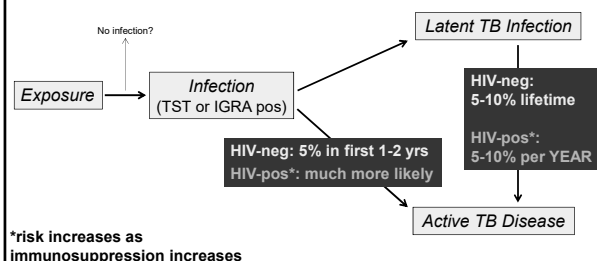 No infection?
Latent TB Infection
Exposure
Infection
(TST or IGRA pos)
HIV-neg:
5-10% lifetime
HIV-pos*:
5-10% per YEAR
HIV-neg: 5% in first 1-2 yrs
HIV-pos*: much more likely
Active TB Disease
*risk increases as
immunosuppression increases